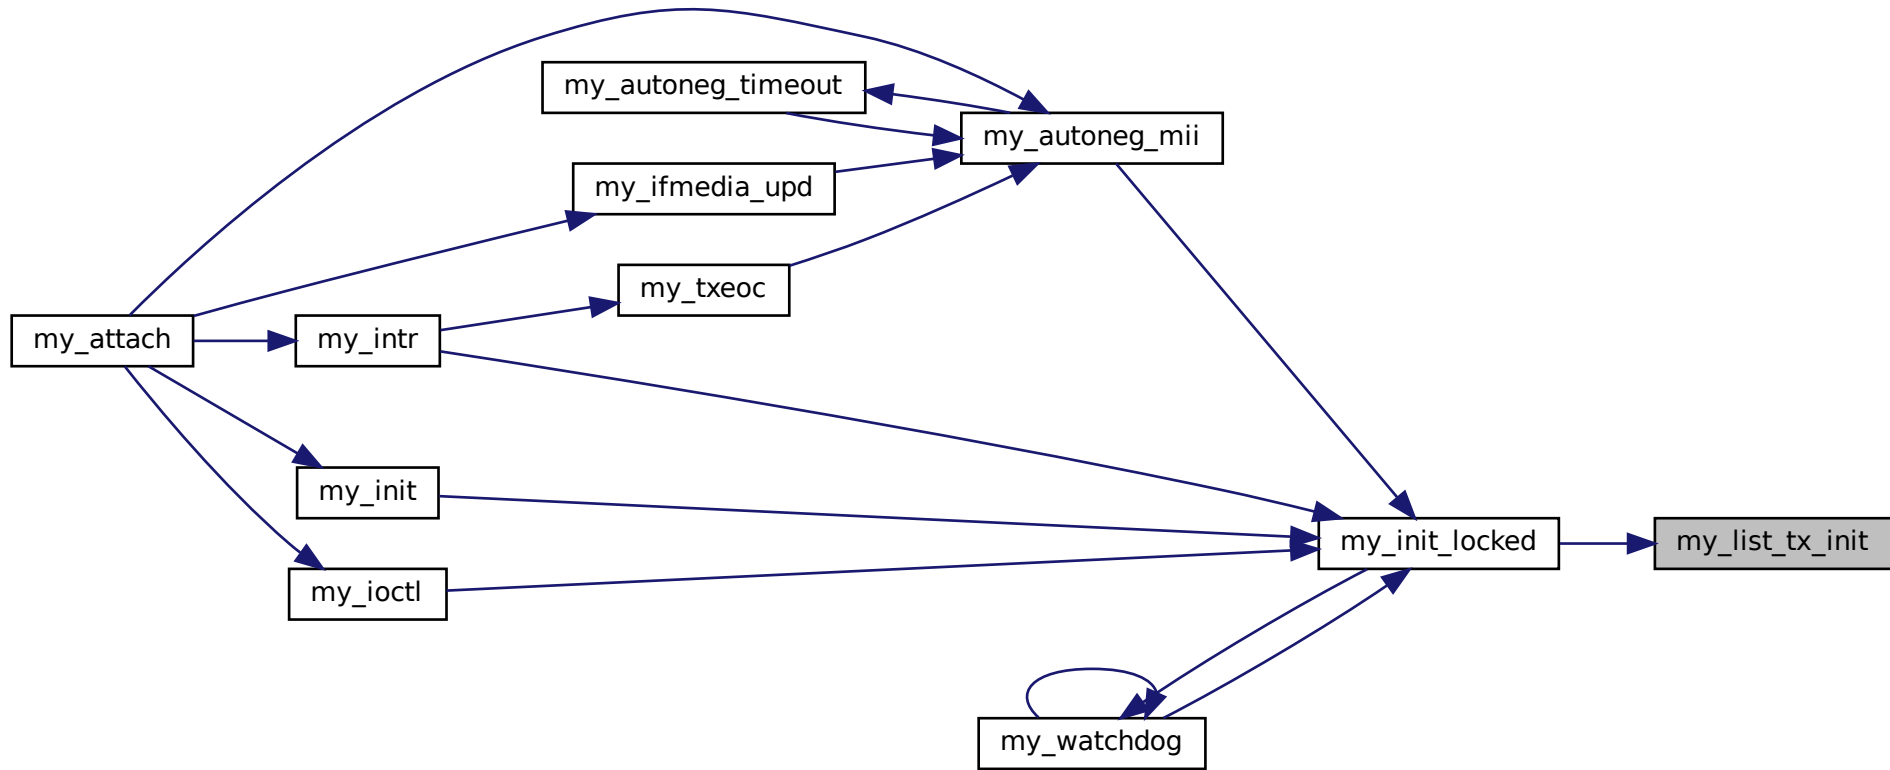 my_autoneg_timeout
my_autoneg_mii
my_ifmedia_upd
my_txeoc
my_attach
my_intr
my_init
my_init_locked
my_list_tx_init
my_ioctl
my_watchdog